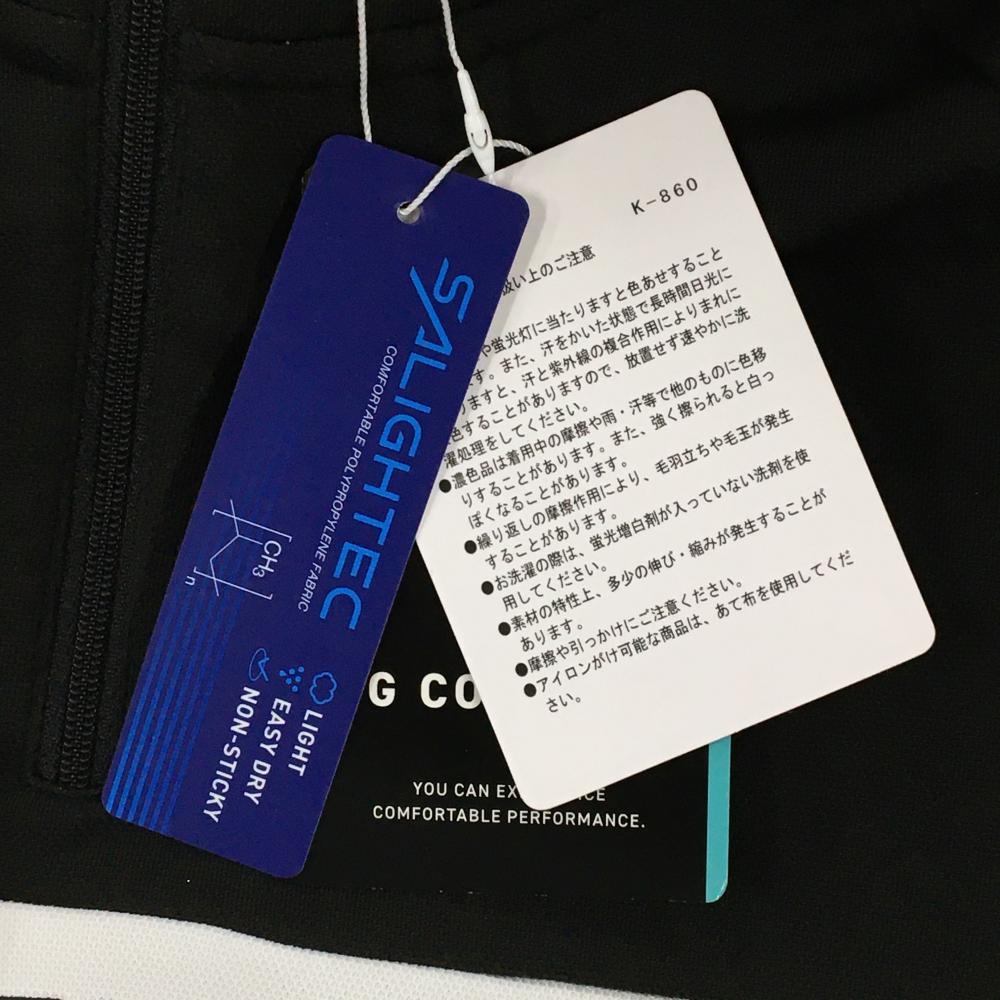 SALIGHTEC
COMFORTABLE POLYPROPYLENE FABRIC
[CH3]n
LIGHT
EASY DRY
NON-STICKY
K-860
扱い上のご注意
や蛍光灯に当たりますと色あせすること
す。また、汗をかいた状態で長時間日光に
りますと、汗と紫外線の複合作用によりまれに
色することがありますので、放置せず速やかに洗
濯処理をしてください。
●濃色品は着用中の摩擦や雨・汗等で他のものに色移
りすることがあります。また、強く擦られると白っ
ぽくなることがあります。
●繰り返しの摩擦作用により、毛羽立ちや毛玉が発生
することがあります。
●お洗濯の際は、蛍光増白剤が入っていない洗剤を使
用してください。
●素材の特性上、多少の伸び・縮みが発生することが
あります。
●摩擦や引っかけにご注意ください。
●アイロンがけ可能な商品は、あて布を使用してくだ
さい。
G CO
YOU CAN EX CE
COMFORTABLE PERFORMANCE.